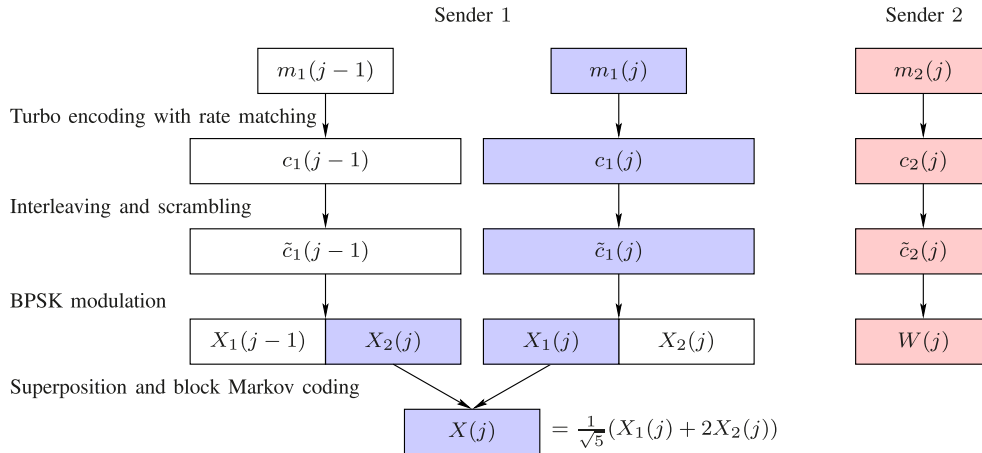 Sender 1 Sender 2
m₁(j − 1) m₁(j) m₂(j)
Turbo encoding with rate matching
c₁(j − 1) c₁(j) c₂(j)
Interleaving and scrambling
c̃₁(j − 1) c̃₁(j) c̃₂(j)
BPSK modulation
X₁(j − 1) X₂(j) X₁(j) X₂(j) W(j)
Superposition and block Markov coding
X(j) = 1/√5 (X₁(j) + 2X₂(j))